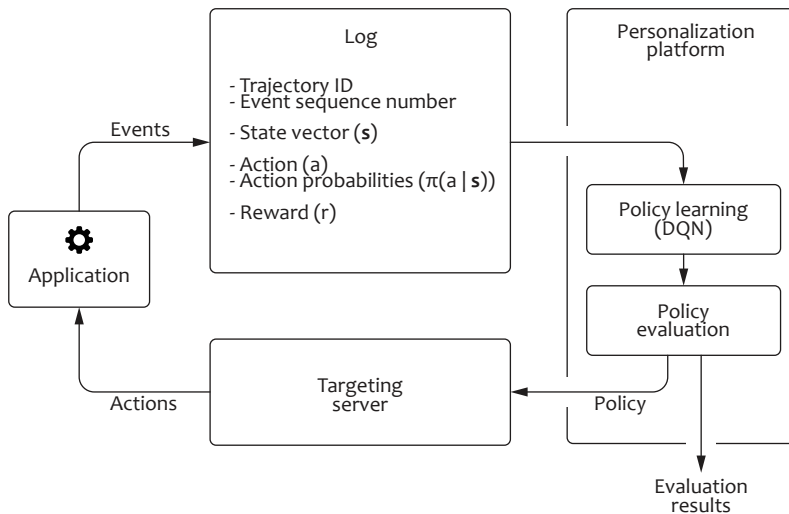 Log
- Trajectory ID
- Event sequence number
- State vector (s)
- Action (a)
- Action probabilities (π(a | s))
- Reward (r)
Personalization
platform
Events
Policy learning
(DQN)
Application
Policy
evaluation
Targeting
server
Actions
Policy
Evaluation
results